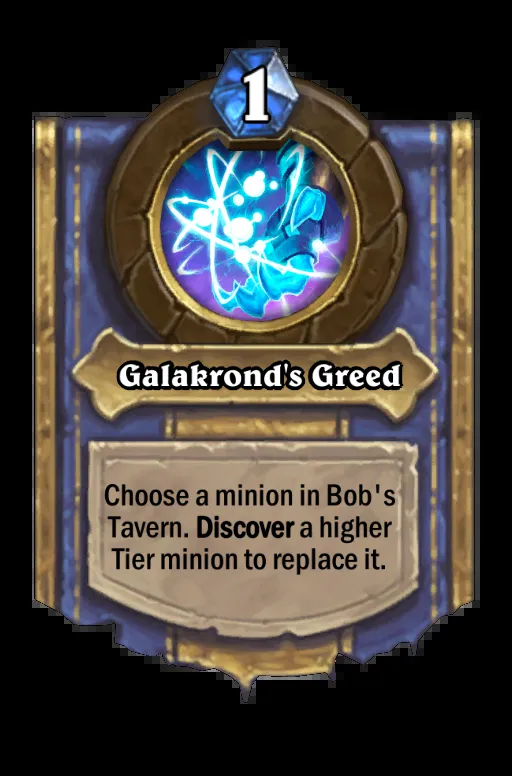 1
Galakrond's Greed
Choose a minion in Bob's
Tavern. Discover a higher
Tier minion to replace it.